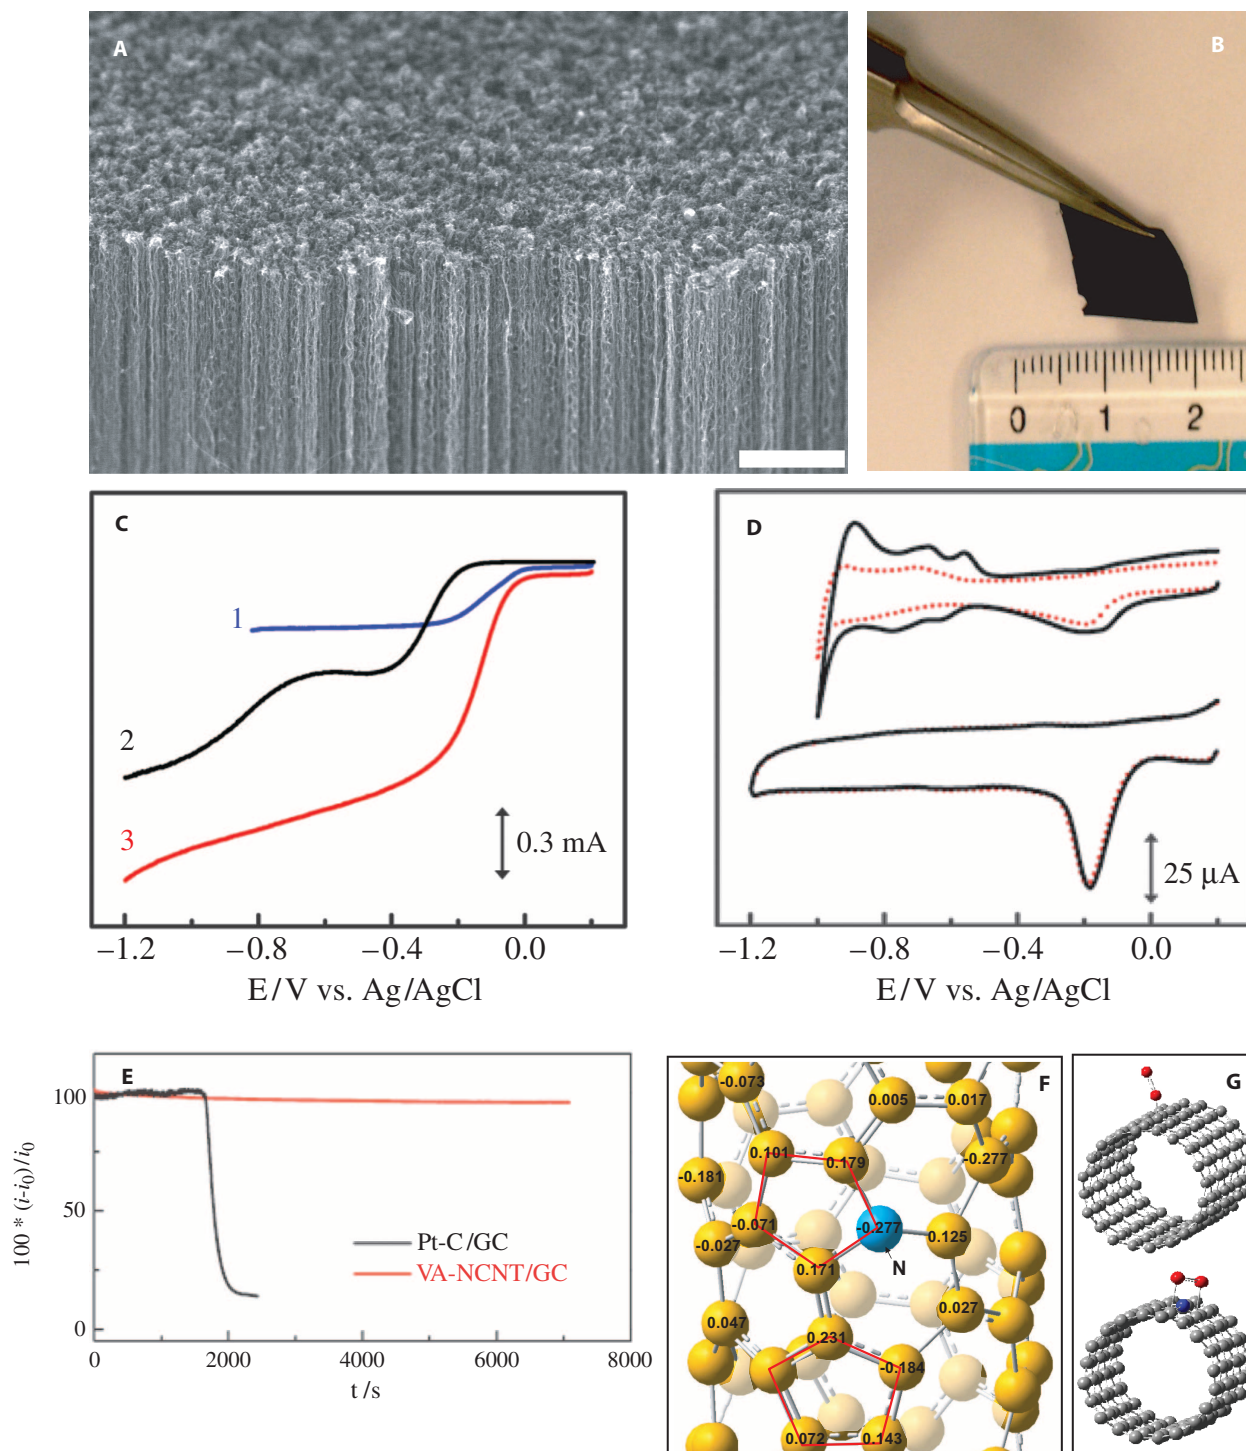 A
B
0 1 2
C
1
2
3
0.3 mA
−1.2 −0.8 −0.4 0.0
E/V vs. Ag/AgCl
D
25 µA
−1.2 −0.8 −0.4 0.0
E/V vs. Ag/AgCl
E
100
50
0
100 * (i-i₀)/i₀
Pt-C/GC
VA-NCNT/GC
0 2000 4000 6000 8000
t /s
F
-0.073
0.005
0.017
0.101
0.179
-0.277
-0.181
-0.071
-0.277
-0.027
0.125
N
0.171
0.027
0.047
0.231
-0.184
0.072
0.143
G